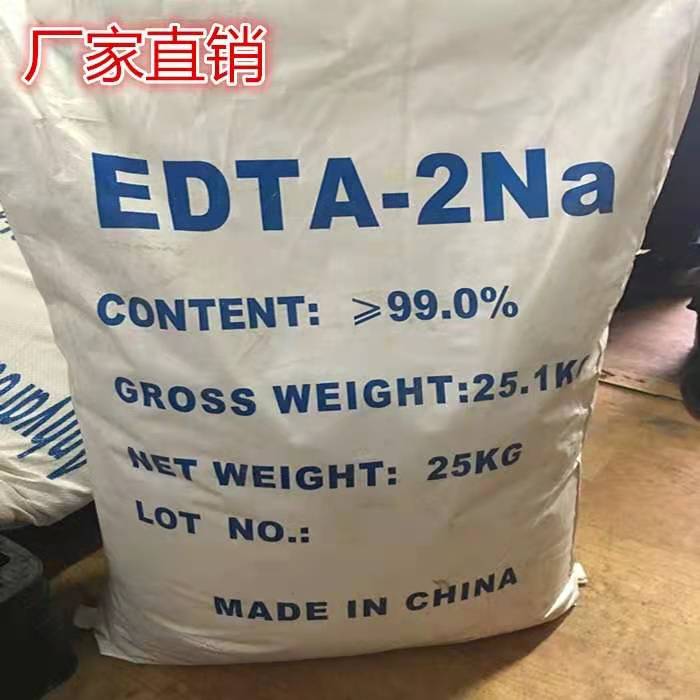 厂家直销
EDTA-2Na
CONTENT: ≥99.0%
GROSS WEIGHT:25.1KG
NET WEIGHT: 25KG
LOT NO.:
MADE IN CHINA